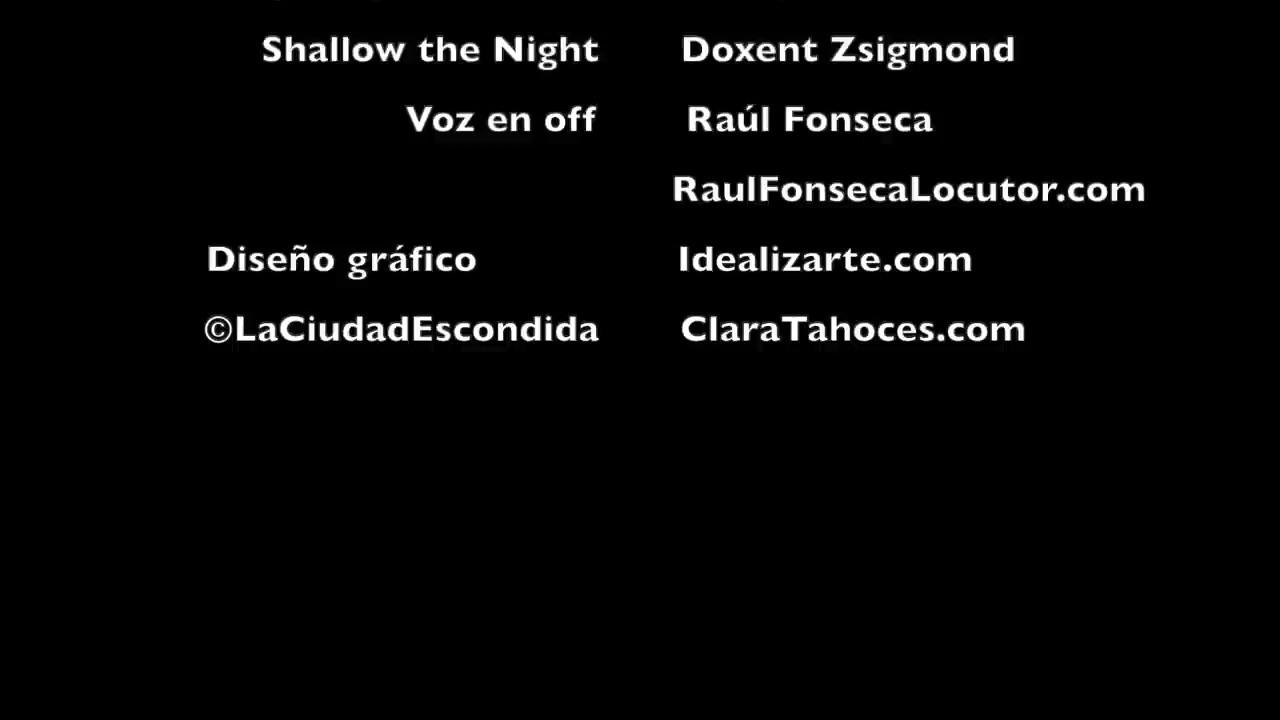 Shallow the Night Doxent Zsigmond
Voz en off Raúl Fonseca
RaulFonsecaLocutor.com
Diseño gráfico Idealizarte.com
©LaCiudadEscondida ClaraTahoces.com